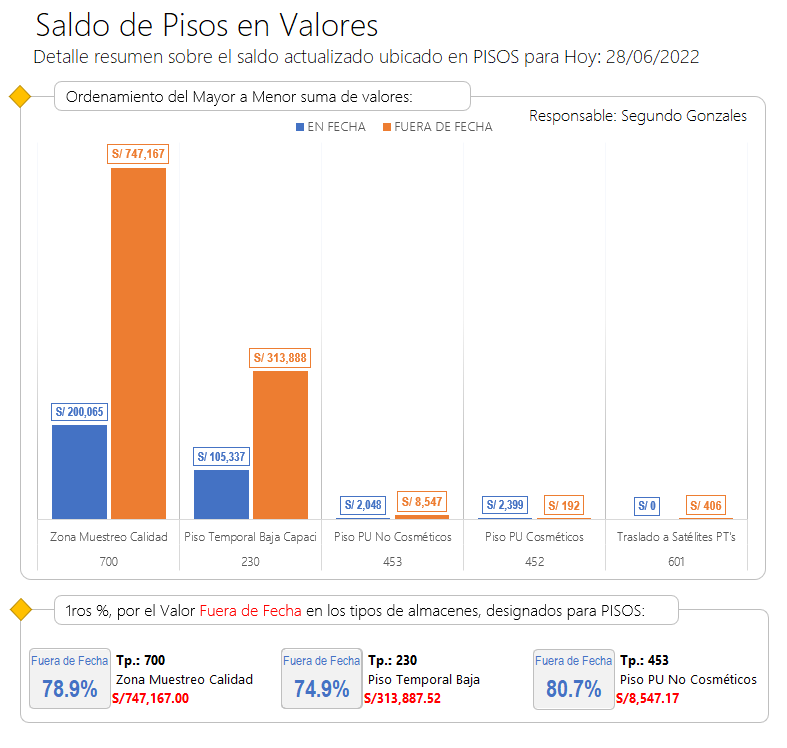 Saldo de Pisos en Valores
Detalle resumen sobre el saldo actualizado ubicado en PISOS para Hoy: 28/06/2022
Ordenamiento del Mayor a Menor suma de valores:
Responsable: Segundo Gonzales
EN FECHA FUERA DE FECHA
S/ 747,167
S/ 313,888
S/ 200,065
S/ 105,337
S/ 2,048 S/ 8,547 S/ 2,399 S/ 192 S/ 0 S/ 406
Zona Muestreo Calidad Piso Temporal Baja Capaci Piso PU No Cosméticos Piso PU Cosméticos Traslado a Satélites PT's
700 230 453 452 601
1ros %, por el Valor Fuera de Fecha en los tipos de almacenes, designados para PISOS:
Fuera de Fecha
78.9%
Tp.: 700
Zona Muestreo Calidad
S/747,167.00
Fuera de Fecha
74.9%
Tp.: 230
Piso Temporal Baja
S/313,887.52
Fuera de Fecha
80.7%
Tp.: 453
Piso PU No Cosméticos
S/8,547.17